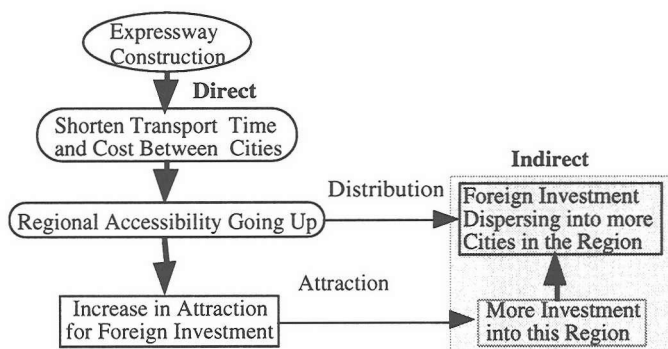 Expressway
Construction
Direct
Shorten Transport Time
and Cost Between Cities
Indirect
Distribution
Foreign Investment
Dispersing into more
Cities in the Region
Regional Accessibility Going Up
Attraction
Increase in Attraction
for Foreign Investment
More Investment
into this Region